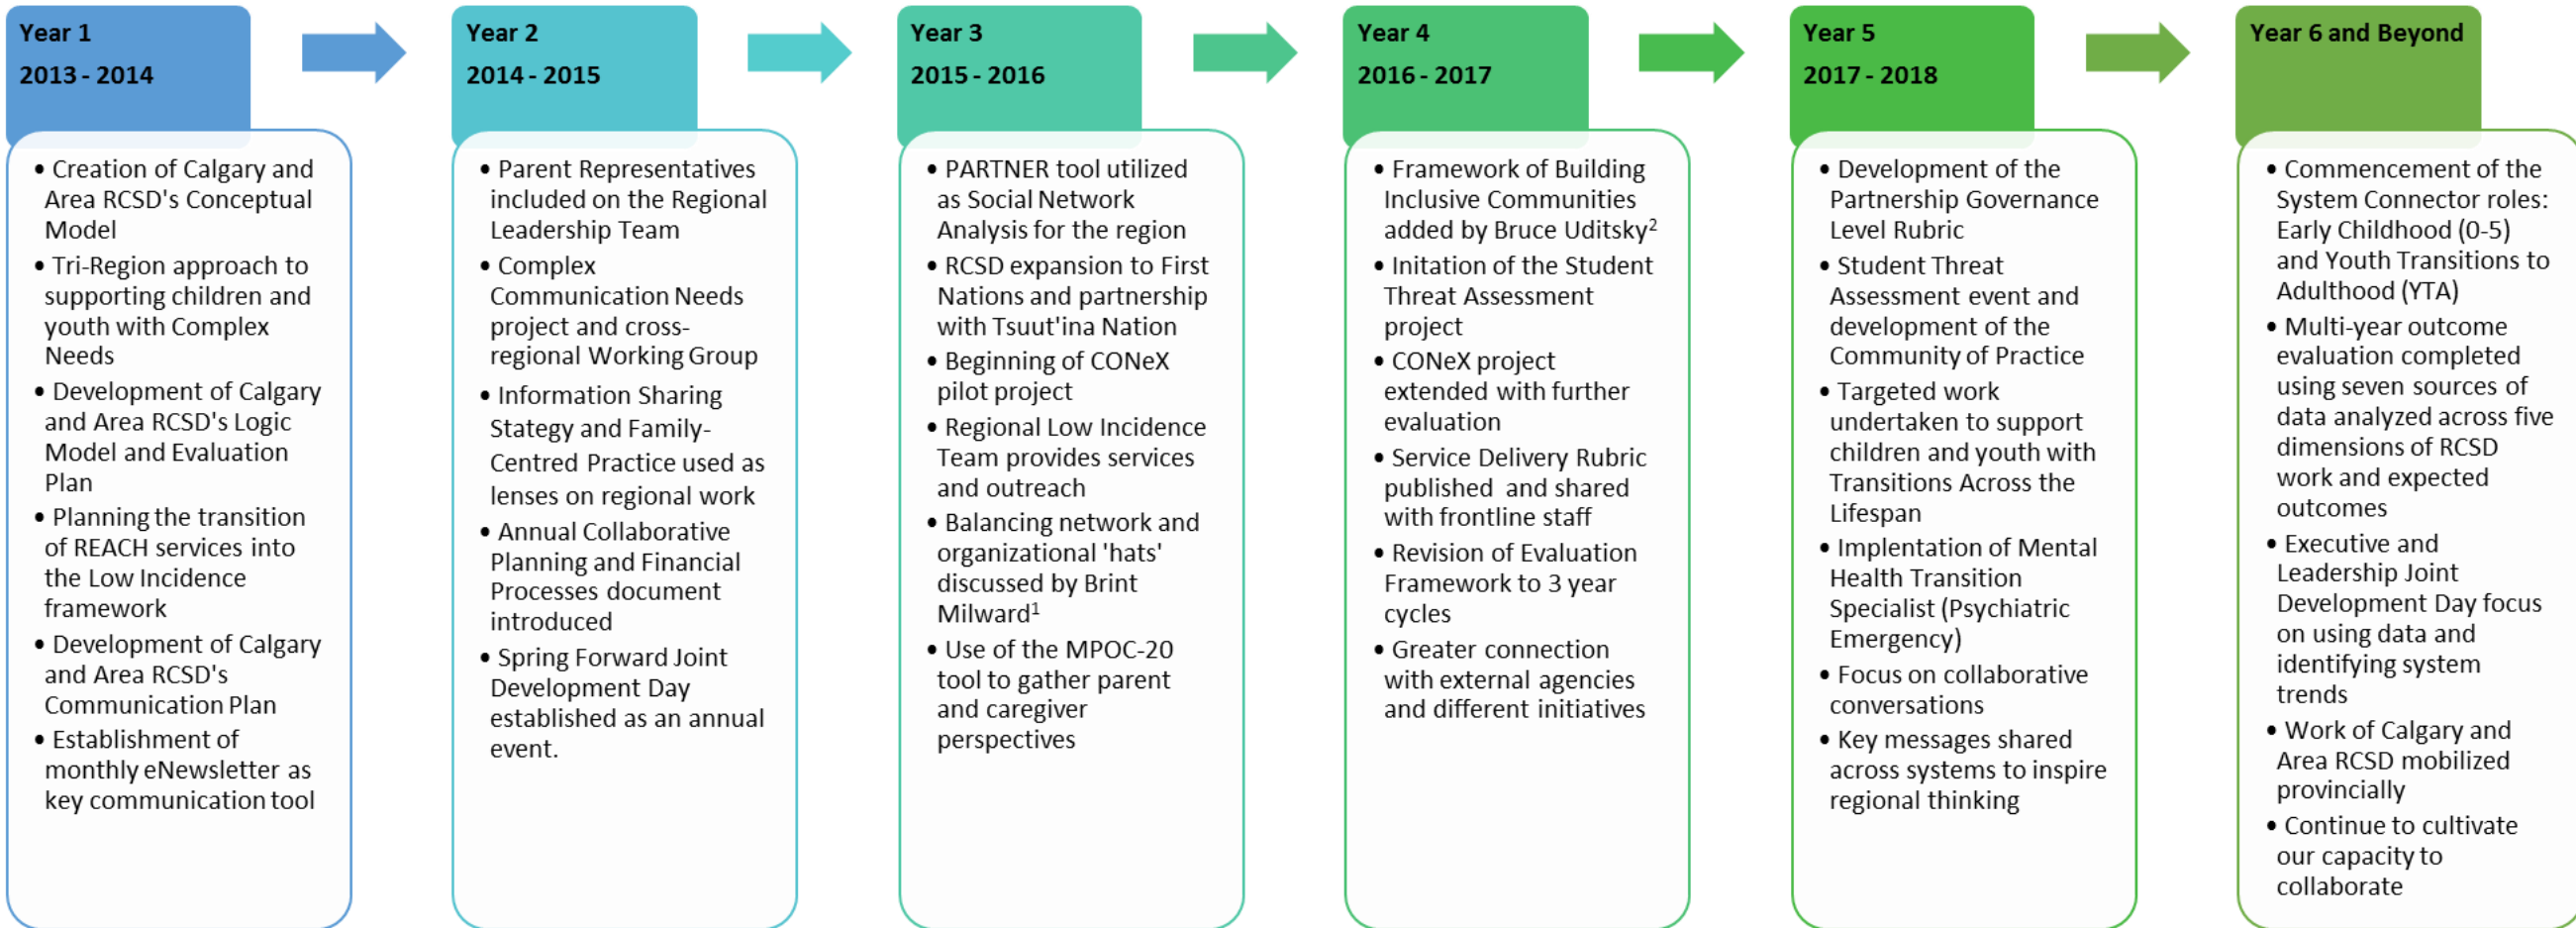 Year 1
2013 - 2014
• Creation of Calgary and
Area RCSD's Conceptual
Model
• Tri-Region approach to
supporting children and
youth with Complex
Needs
• Development of Calgary
and Area RCSD's Logic
Model and Evaluation
Plan
• Planning the transition
of REACH services into
the Low Incidence
framework
• Development of Calgary
and Area RCSD's
Communication Plan
• Establishment of
monthly eNewsletter as
key communication tool
Year 2
2014 - 2015
• Parent Representatives
included on the Regional
Leadership Team
• Complex
Communication Needs
project and cross-
regional Working Group
• Information Sharing
Stategy and Family-
Centred Practice used as
lenses on regional work
• Annual Collaborative
Planning and Financial
Processes document
introduced
• Spring Forward Joint
Development Day
established as an annual
event.
Year 3
2015 - 2016
• PARTNER tool utilized
as Social Network
Analysis for the region
• RCSD expansion to First
Nations and partnership
with Tsuut'ina Nation
• Beginning of CONeX
pilot project
• Regional Low Incidence
Team provides services
and outreach
• Balancing network and
organizational 'hats'
discussed by Brint
Milward¹
• Use of the MPOC-20
tool to gather parent
and caregiver
perspectives
Year 4
2016 - 2017
• Framework of Building
Inclusive Communities
added by Bruce Uditsky²
• Initation of the Student
Threat Assessment
project
• CONeX project
extended with further
evaluation
• Service Delivery Rubric
published and shared
with frontline staff
• Revision of Evaluation
Framework to 3 year
cycles
• Greater connection
with external agencies
and different initiatives
Year 5
2017 - 2018
• Development of the
Partnership Governance
Level Rubric
• Student Threat
Assessment event and
development of the
Community of Practice
• Targeted work
undertaken to support
children and youth with
Transitions Across the
Lifespan
• Implentation of Mental
Health Transition
Specialist (Psychiatric
Emergency)
• Focus on collaborative
conversations
• Key messages shared
across systems to inspire
regional thinking
Year 6 and Beyond
• Commencement of the
System Connector roles:
Early Childhood (0-5)
and Youth Transitions to
Adulthood (YTA)
• Multi-year outcome
evaluation completed
using seven sources of
data analyzed across five
dimensions of RCSD
work and expected
outcomes
• Executive and
Leadership Joint
Development Day focus
on using data and
identifying system
trends
• Work of Calgary and
Area RCSD mobilized
provincially
• Continue to cultivate
our capacity to
collaborate